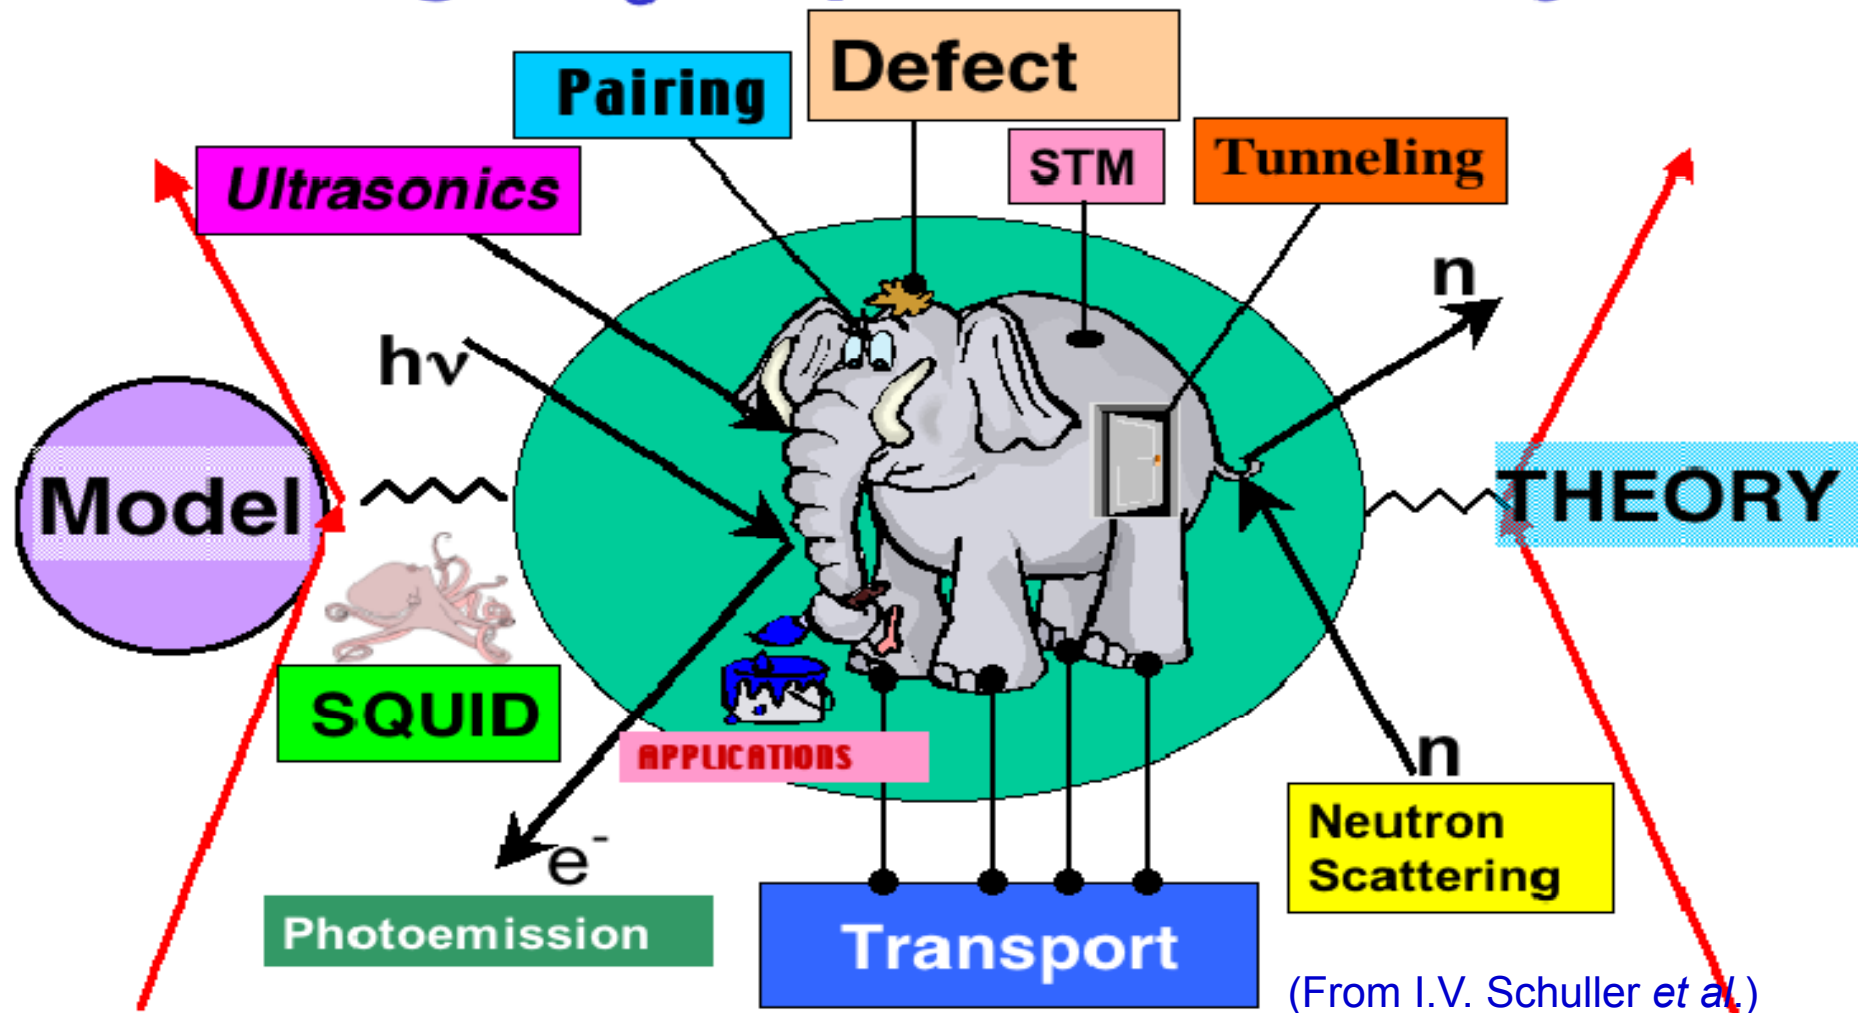 Defect
Pairing
STM
Tunneling
Ultrasonics
n
hν
Model
THEORY
SQUID
n
APPLICATIONS
Neutron
Scattering
e-
Photoemission
Transport
(From I.V. Schuller et al.)